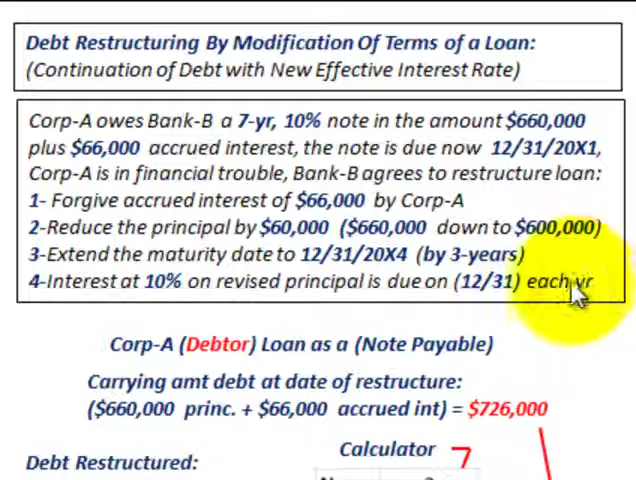 Debt Restructuring By Modification Of Terms of a Loan:
(Continuation of Debt with New Effective Interest Rate)
Corp-A owes Bank-B a 7-yr, 10% note in the amount $660,000
plus $66,000 accrued interest, the note is due now 12/31/20X1,
Corp-A is in financial trouble, Bank-B agrees to restructure loan:
1- Forgive accrued interest of $66,000 by Corp-A
2-Reduce the principal by $60,000 ($660,000 down to $600,000)
3-Extend the maturity date to 12/31/20X4 (by 3-years)
4-Interest at 10% on revised principal is due on (12/31) each yr
Corp-A (Debtor) Loan as a (Note Payable)
Carrying amt debt at date of restructure:
($660,000 princ. + $66,000 accrued int) = $726,000
Calculator
Debt Restructured: